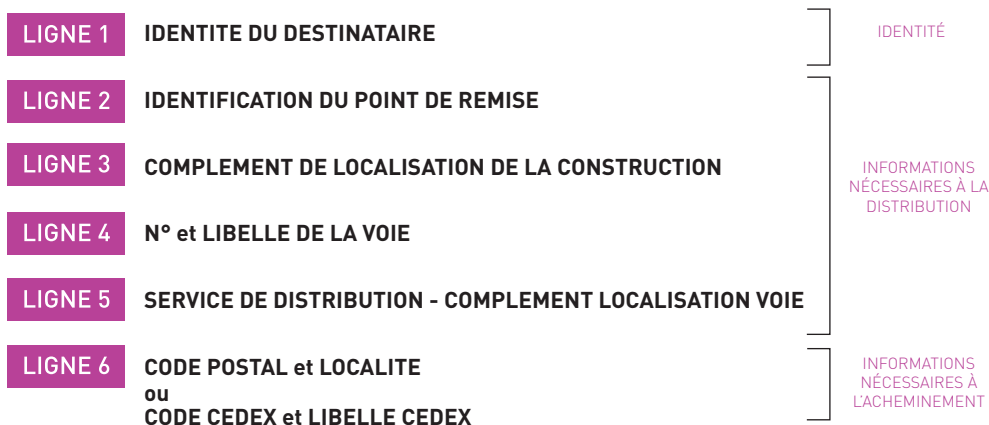 LIGNE 1 IDENTITE DU DESTINATAIRE
IDENTITÉ
LIGNE 2 IDENTIFICATION DU POINT DE REMISE
LIGNE 3 COMPLEMENT DE LOCALISATION DE LA CONSTRUCTION
LIGNE 4 N° et LIBELLE DE LA VOIE
LIGNE 5 SERVICE DE DISTRIBUTION - COMPLEMENT LOCALISATION VOIE
INFORMATIONS
NÉCESSAIRES À LA
DISTRIBUTION
LIGNE 6 CODE POSTAL et LOCALITE
ou
CODE CEDEX et LIBELLE CEDEX
INFORMATIONS
NÉCESSAIRES À
L'ACHEMINEMENT